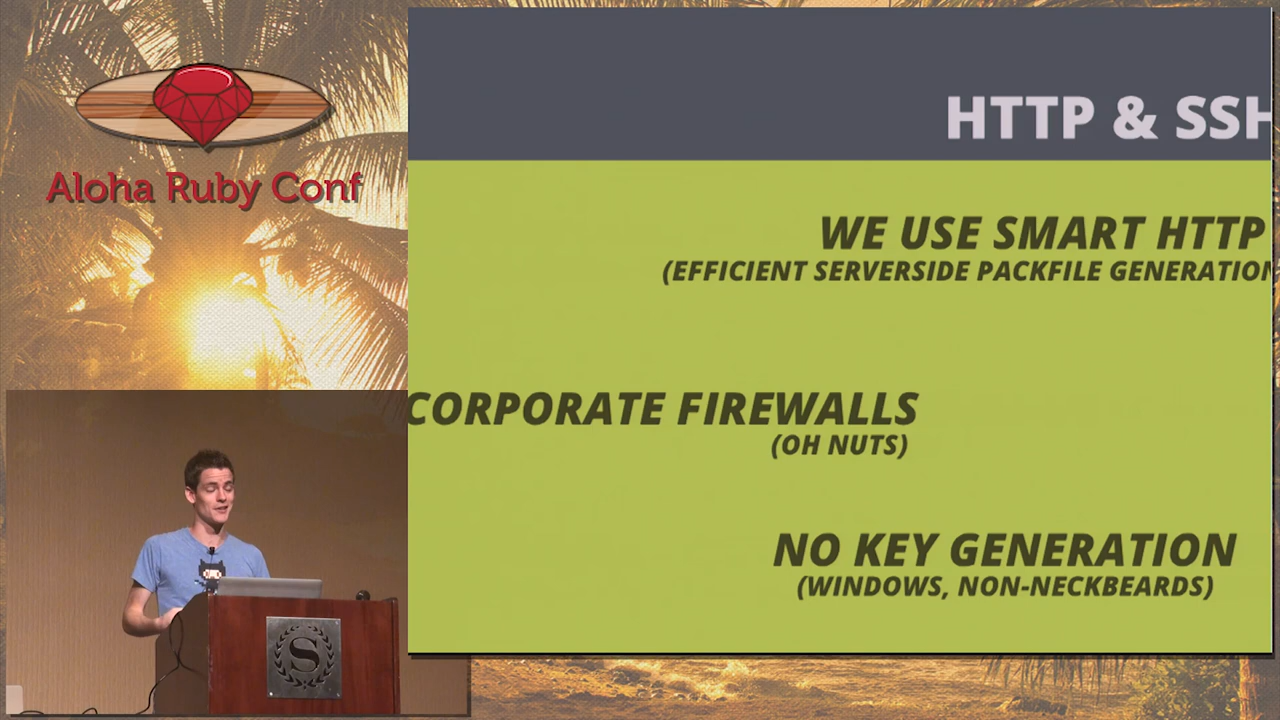 Aloha Ruby Conf
HTTP & SSH
WE USE SMART HTTP
(EFFICIENT SERVERSIDE PACKFILE GENERATION
CORPORATE FIREWALLS
(OH NUTS)
NO KEY GENERATION
(WINDOWS, NON-NECKBEARDS)
S